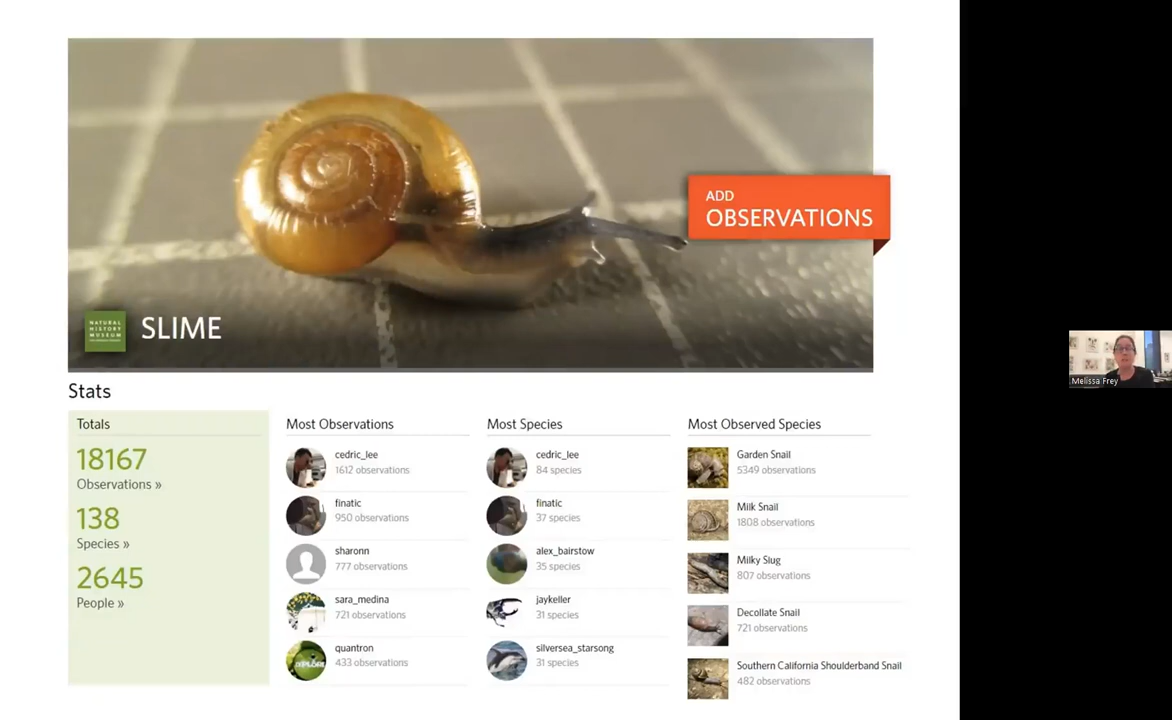 ADD
OBSERVATIONS
NATURAL
HISTORY
MUSEUM
SLIME
Stats
Totals
18167
Observations »
138
Species »
2645
People »
Most Observations
cedric_lee
1612 observations
finatic
950 observations
sharonn
777 observations
sara_medina
721 observations
quantron
433 observations
Most Species
cedric_lee
84 species
finatic
37 species
alex_bairstow
35 species
jaykeller
31 species
silversea_starsong
31 species
Most Observed Species
Garden Snail
5349 observations
Milk Snail
1808 observations
Milky Slug
807 observations
Decollate Snail
721 observations
Southern California Shoulderband Snail
482 observations
Melissa Frey